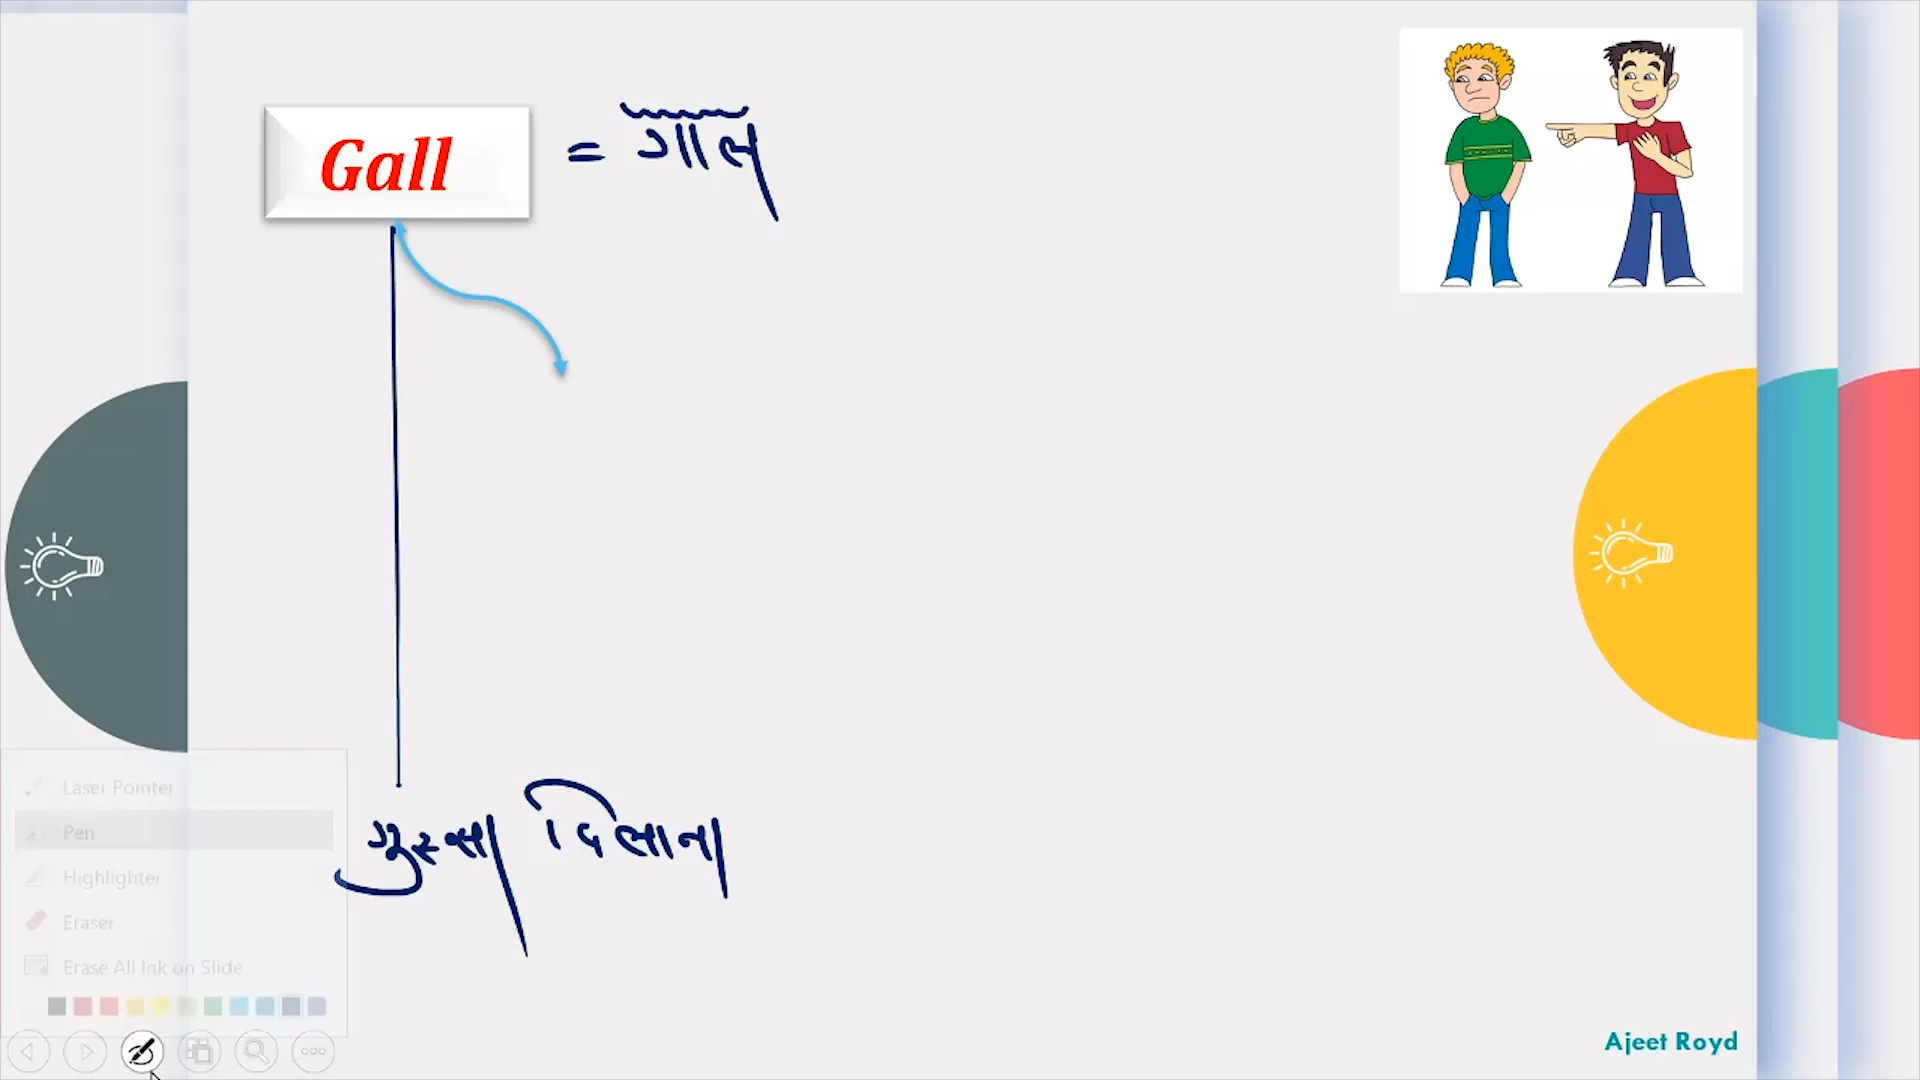 Gall = गाल
गुस्सा दिलाना
Laser Pointer
Pen
Highlighter
Eraser
Erase All Ink on Slide
Ajeet Royd